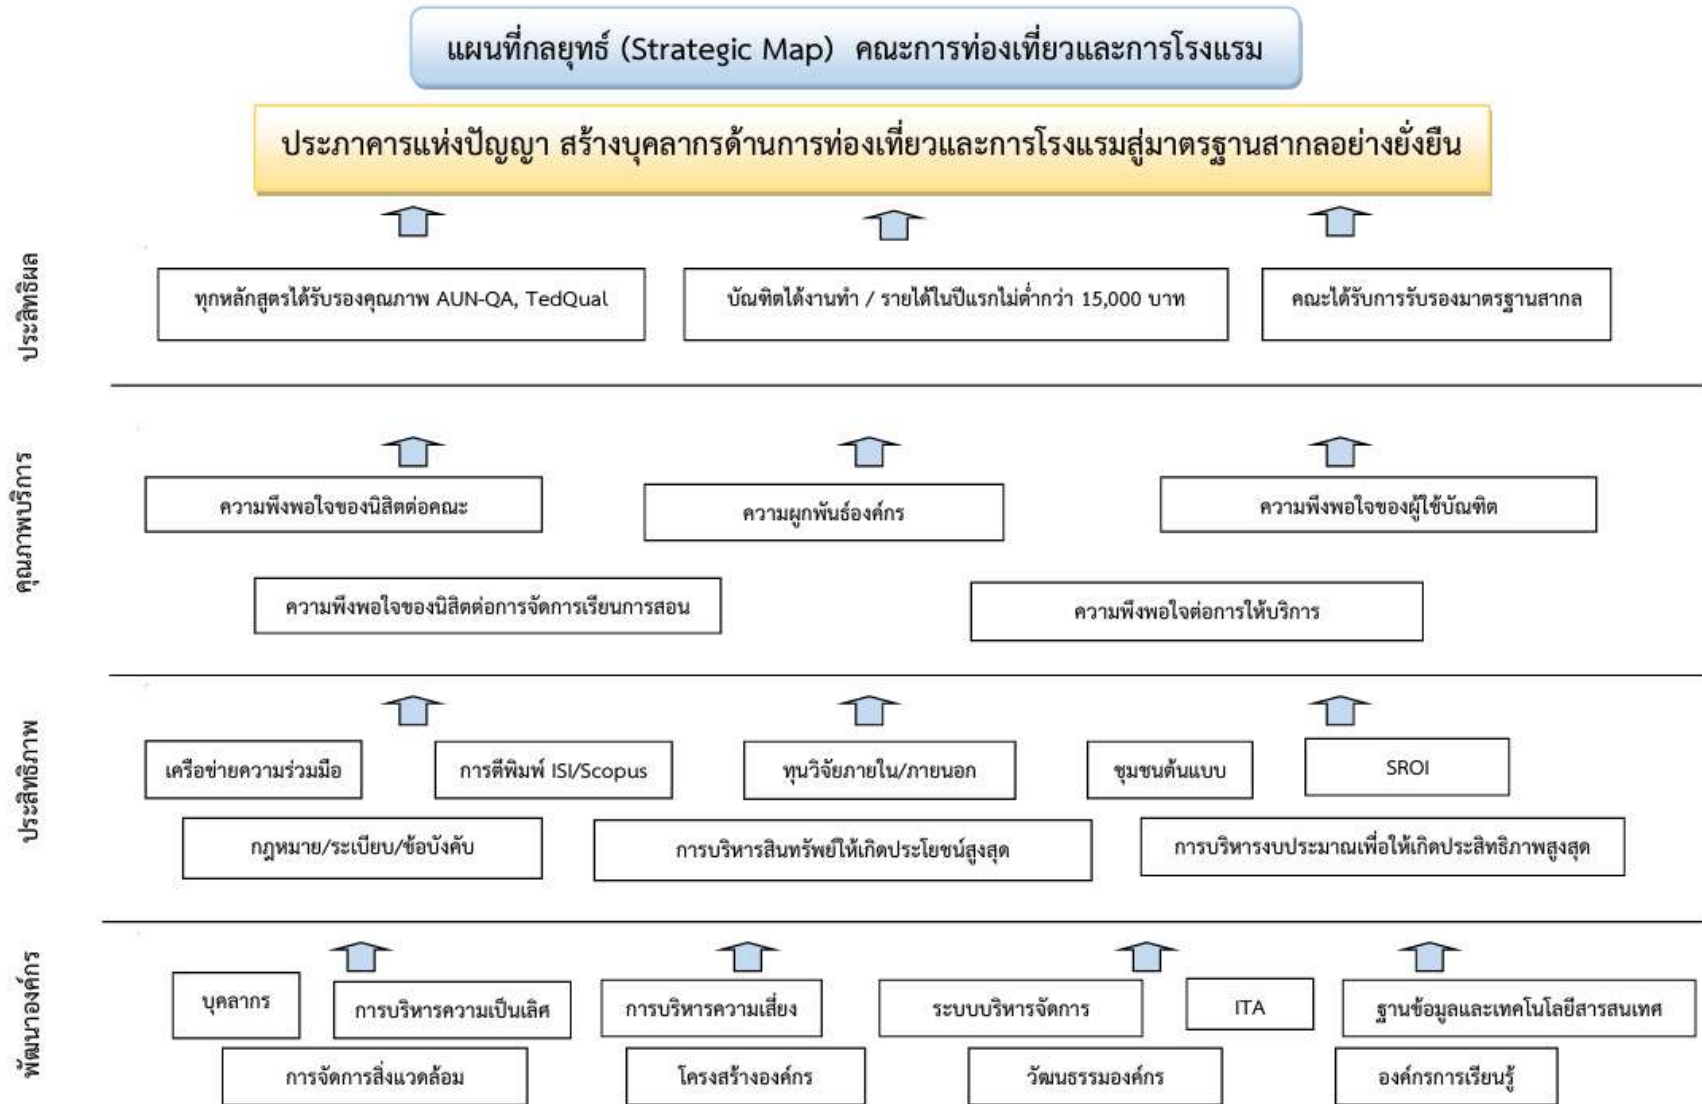 แผนที่กลยุทธ์ (Strategic Map) คณะการท่องเที่ยวและการโรงแรม
ประภาคารแห่งปัญญา สร้างบุคลากรด้านการท่องเที่ยวและการโรงแรมสู่มาตรฐานสากลอย่างยั่งยืน
ประสิทธิผล
ทุกหลักสูตรได้รับรองคุณภาพ AUN-QA, TedQual
บัณฑิตได้งานทำ / รายได้ในปีแรกไม่ต่ำกว่า 15,000 บาท
คณะได้รับการรับรองมาตรฐานสากล
คุณภาพบริการ
ความพึงพอใจของนิสิตต่อคณะ
ความผูกพันธ์องค์กร
ความพึงพอใจของผู้ใช้บัณฑิต
ความพึงพอใจของนิสิตต่อการจัดการเรียนการสอน
ความพึงพอใจต่อการให้บริการ
ประสิทธิภาพ
เครือข่ายความร่วมมือ
การตีพิมพ์ ISI/Scopus
ทุนวิจัยภายใน/ภายนอก
ชุมชนต้นแบบ
SROI
กฎหมาย/ระเบียบ/ข้อบังคับ
การบริหารสินทรัพย์ให้เกิดประโยชน์สูงสุด
การบริหารงบประมาณเพื่อให้เกิดประสิทธิภาพสูงสุด
พัฒนาองค์กร
บุคลากร
การบริหารความเป็นเลิศ
การบริหารความเสี่ยง
ระบบบริหารจัดการ
ITA
ฐานข้อมูลและเทคโนโลยีสารสนเทศ
การจัดการสิ่งแวดล้อม
โครงสร้างองค์กร
วัฒนธรรมองค์กร
องค์กรการเรียนรู้